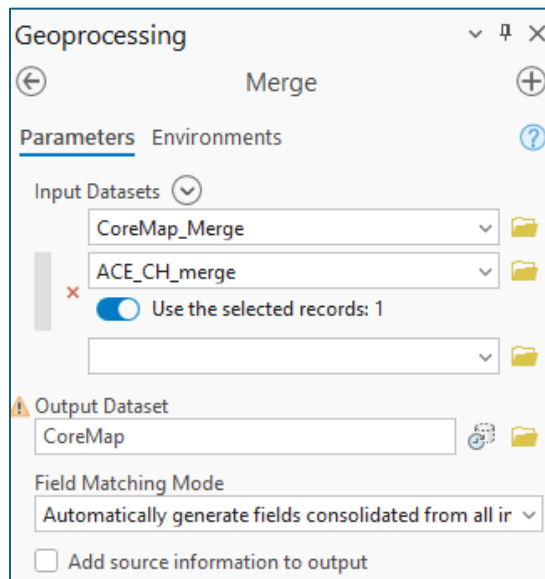 Geoprocessing
Merge
Parameters Environments
Input Datasets
CoreMap_Merge
ACE_CH_merge
Use the selected records: 1
Output Dataset
CoreMap
Field Matching Mode
Automatically generate fields consolidated from all in
Add source information to output